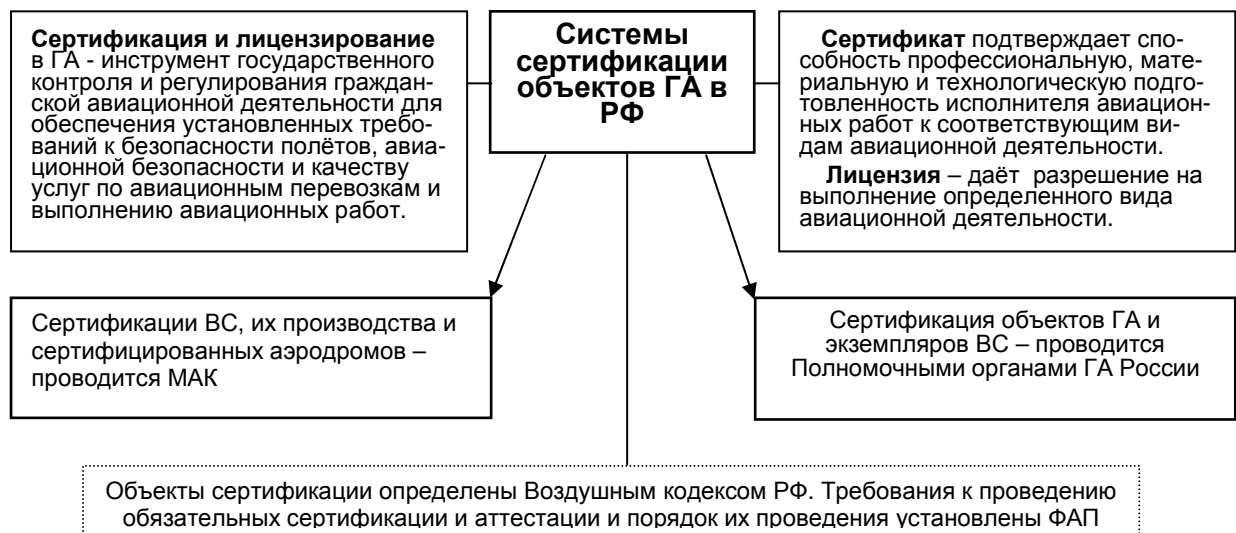 Сертификация и лицензирование
в ГА - инструмент государственного
контроля и регулирования граждан-
ской авиационной деятельности для
обеспечения установленных требо-
ваний к безопасности полётов, авиа-
ционной безопасности и качеству
услуг по авиационным перевозкам и
выполнению авиационных работ.
Системы
сертификации
объектов ГА в
РФ
Сертификат подтверждает спо-
собность профессиональную, мате-
риальную и технологическую подго-
товленность исполнителя авиацион-
ных работ к соответствующим ви-
дам авиационной деятельности.
Лицензия – даёт разрешение на
выполнение определенного вида
авиационной деятельности.
Сертификации ВС, их производства и
сертифицированных аэродромов –
проводится МАК
Сертификация объектов ГА и
экземпляров ВС – проводится
Полномочными органами ГА России
Объекты сертификации определены Воздушным кодексом РФ. Требования к проведению
обязательных сертификации и аттестации и порядок их проведения установлены ФАП